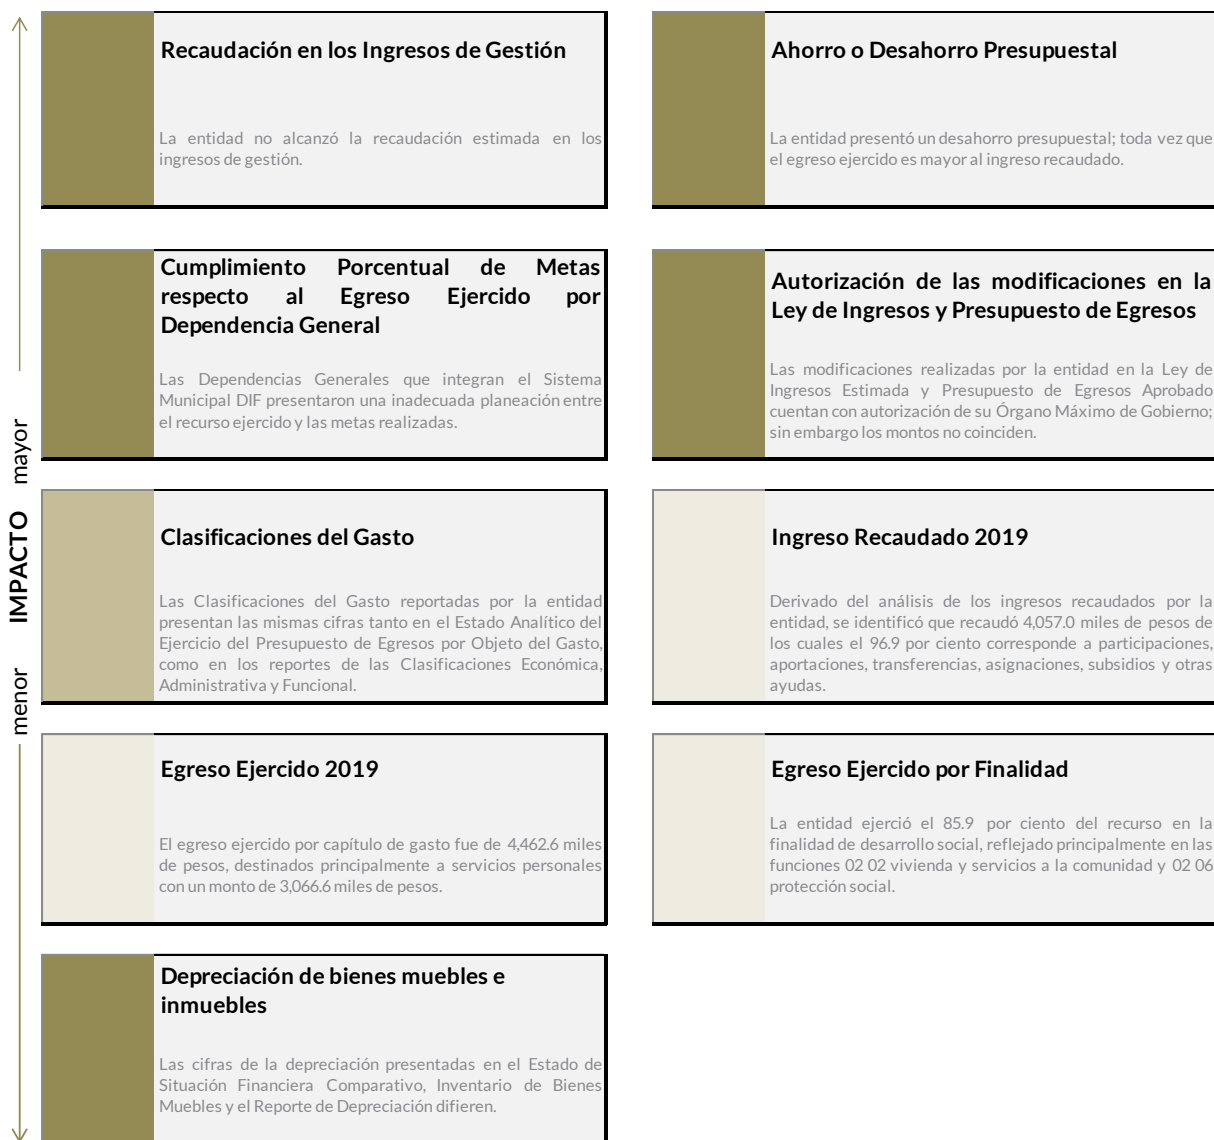 Recaudación en los Ingresos de Gestión
La entidad no alcanzó la recaudación estimada en los
ingresos de gestión.
Ahorro o Desahorro Presupuestal
La entidad presentó un desahorro presupuestal; toda vez que
el egreso ejercido es mayor al ingreso recaudado.
Cumplimiento Porcentual de Metas
respecto al Egreso Ejercido por
Dependencia General
Las Dependencias Generales que integran el Sistema
Municipal DIF presentaron una inadecuada planeación entre
el recurso ejercido y las metas realizadas.
Autorización de las modificaciones en la
Ley de Ingresos y Presupuesto de Egresos
Las modificaciones realizadas por la entidad en la Ley de
Ingresos Estimada y Presupuesto de Egresos Aprobado
cuentan con autorización de su Órgano Máximo de Gobierno;
sin embargo los montos no coinciden.
menor IMPACTO mayor
Clasificaciones del Gasto
Las Clasificaciones del Gasto reportadas por la entidad
presentan las mismas cifras tanto en el Estado Analítico del
Ejercicio del Presupuesto de Egresos por Objeto del Gasto,
como en los reportes de las Clasificaciones Económica,
Administrativa y Funcional.
Ingreso Recaudado 2019
Derivado del análisis de los ingresos recaudados por la
entidad, se identificó que recaudó 4,057.0 miles de pesos de
los cuales el 96.9 por ciento corresponde a participaciones,
aportaciones, transferencias, asignaciones, subsidios y otras
ayudas.
Egreso Ejercido 2019
El egreso ejercido por capítulo de gasto fue de 4,462.6 miles
de pesos, destinados principalmente a servicios personales
con un monto de 3,066.6 miles de pesos.
Egreso Ejercido por Finalidad
La entidad ejerció el 85.9 por ciento del recurso en la
finalidad de desarrollo social, reflejado principalmente en las
funciones 02 02 vivienda y servicios a la comunidad y 02 06
protección social.
Depreciación de bienes muebles e
inmuebles
Las cifras de la depreciación presentadas en el Estado de
Situación Financiera Comparativo, Inventario de Bienes
Muebles y el Reporte de Depreciación difieren.